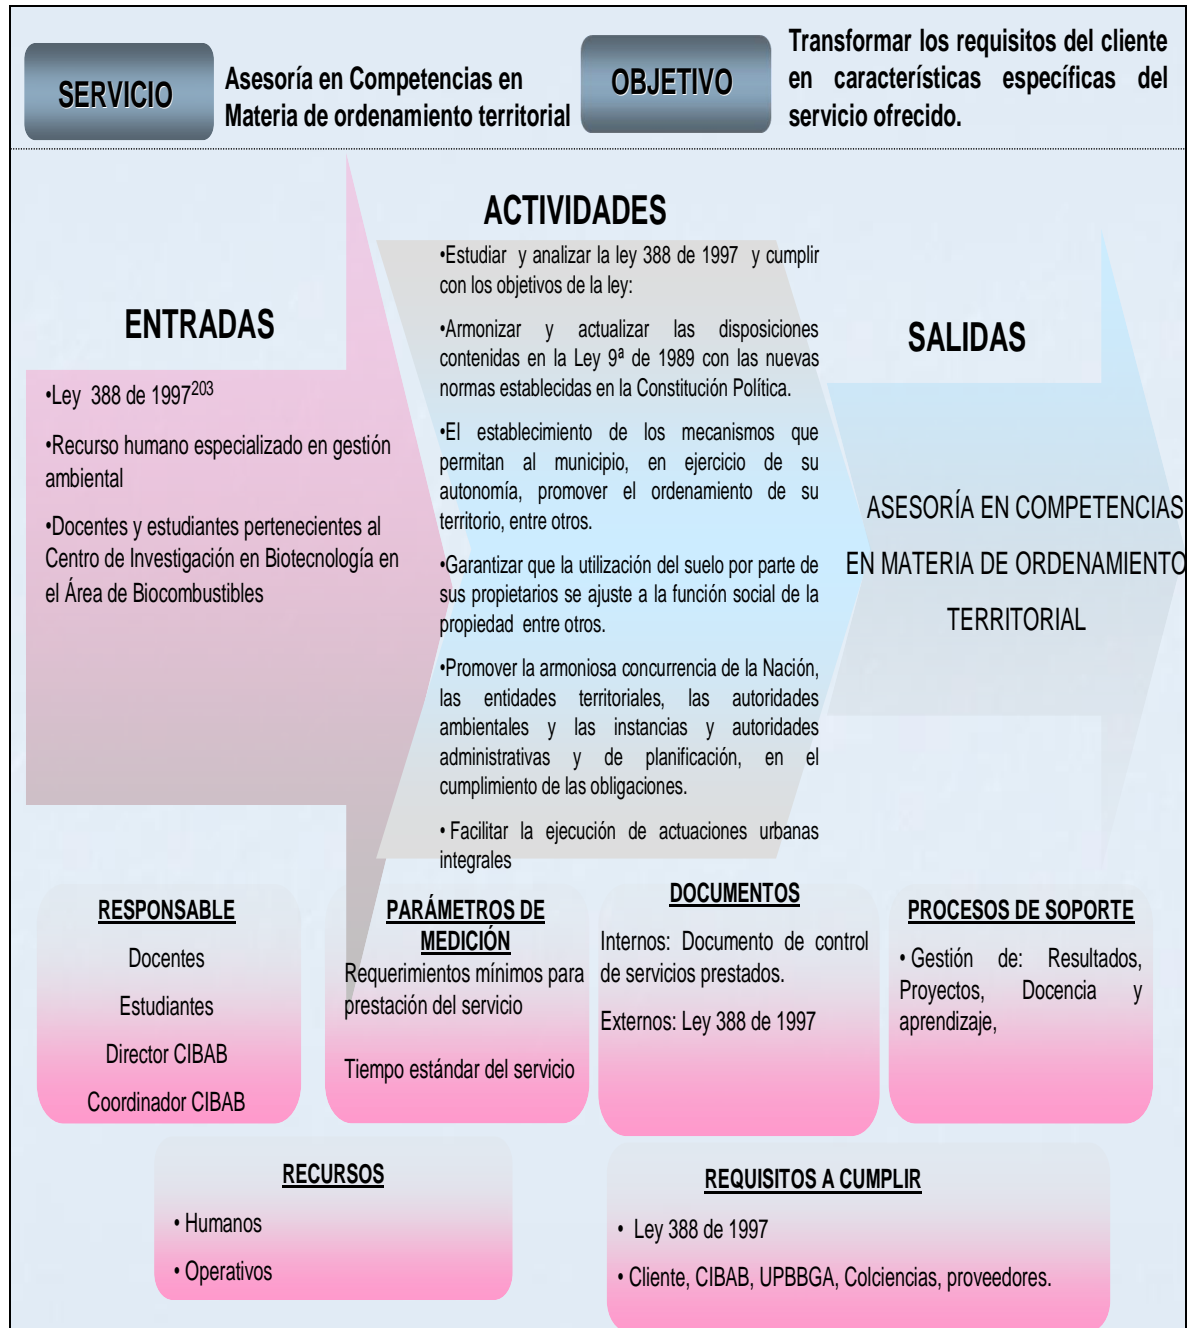 SERVICIO
Asesoría en Competencias en
Materia de ordenamiento territorial
OBJETIVO
Transformar los requisitos del cliente
en características específicas del
servicio ofrecido.
ENTRADAS
•Ley 388 de 1997203
•Recurso humano especializado en gestión
ambiental
•Docentes y estudiantes pertenecientes al
Centro de Investigación en Biotecnología en
el Área de Biocombustibles
ACTIVIDADES
•Estudiar y analizar la ley 388 de 1997 y cumplir
con los objetivos de la ley:
•Armonizar y actualizar las disposiciones
contenidas en la Ley 9ª de 1989 con las nuevas
normas establecidas en la Constitución Política.
•El establecimiento de los mecanismos que
permitan al municipio, en ejercicio de su
autonomía, promover el ordenamiento de su
territorio, entre otros.
•Garantizar que la utilización del suelo por parte de
sus propietarios se ajuste a la función social de la
propiedad entre otros.
•Promover la armoniosa concurrencia de la Nación,
las entidades territoriales, las autoridades
ambientales y las instancias y autoridades
administrativas y de planificación, en el
cumplimiento de las obligaciones.
• Facilitar la ejecución de actuaciones urbanas
integrales
SALIDAS
ASESORÍA EN COMPETENCIAS
EN MATERIA DE ORDENAMIENTO
TERRITORIAL
RESPONSABLE
Docentes
Estudiantes
Director CIBAB
Coordinador CIBAB
PARÁMETROS DE
MEDICIÓN
Requerimientos mínimos para
prestación del servicio
Tiempo estándar del servicio
DOCUMENTOS
Internos: Documento de control
de servicios prestados.
Externos: Ley 388 de 1997
PROCESOS DE SOPORTE
• Gestión de: Resultados,
Proyectos, Docencia y
aprendizaje,
RECURSOS
• Humanos
• Operativos
REQUISITOS A CUMPLIR
• Ley 388 de 1997
• Cliente, CIBAB, UPBBGA, Colciencias, proveedores.